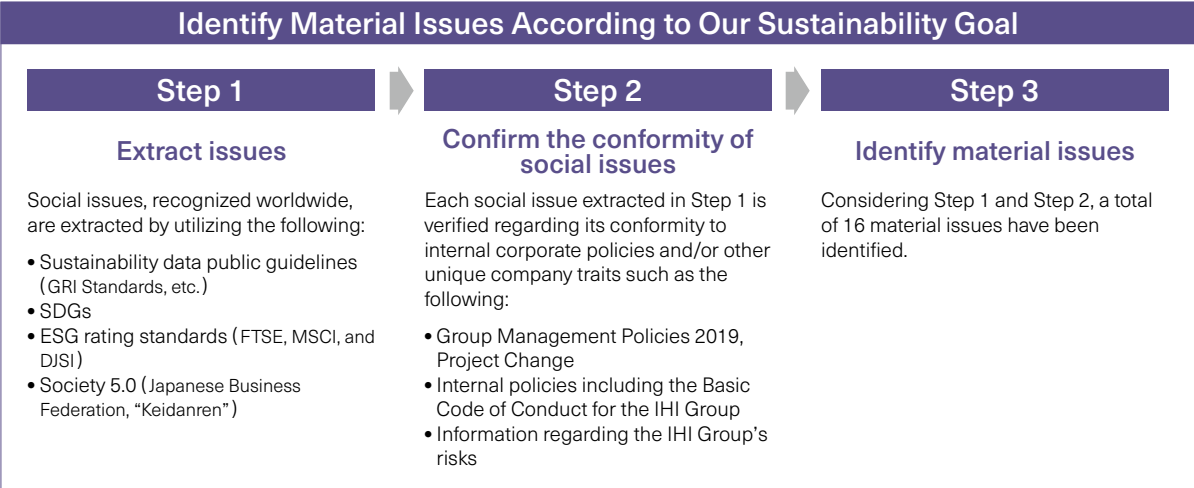 Identify Material Issues According to Our Sustainability Goal
Step 1
Extract issues
Social issues, recognized worldwide,
are extracted by utilizing the following:
• Sustainability data public guidelines
(GRI Standards, etc.)
• SDGs
• ESG rating standards (FTSE, MSCI, and
DJSI)
• Society 5.0 (Japanese Business
Federation, “Keidanren”)
Step 2
Confirm the conformity of
social issues
Each social issue extracted in Step 1 is
verified regarding its conformity to
internal corporate policies and/or other
unique company traits such as the
following:
• Group Management Policies 2019,
Project Change
• Internal policies including the Basic
Code of Conduct for the IHI Group
• Information regarding the IHI Group’s
risks
Step 3
Identify material issues
Considering Step 1 and Step 2, a total
of 16 material issues have been
identified.